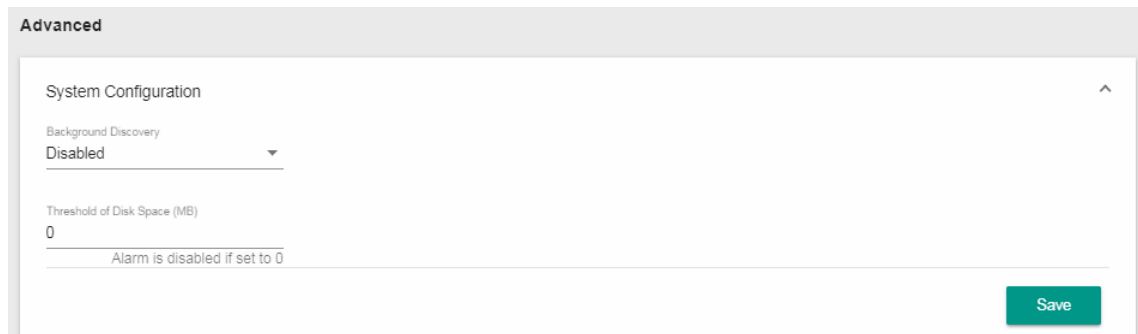 Advanced
System Configuration
Background Discovery
Disabled
Threshold of Disk Space (MB)
0
Alarm is disabled if set to 0
Save